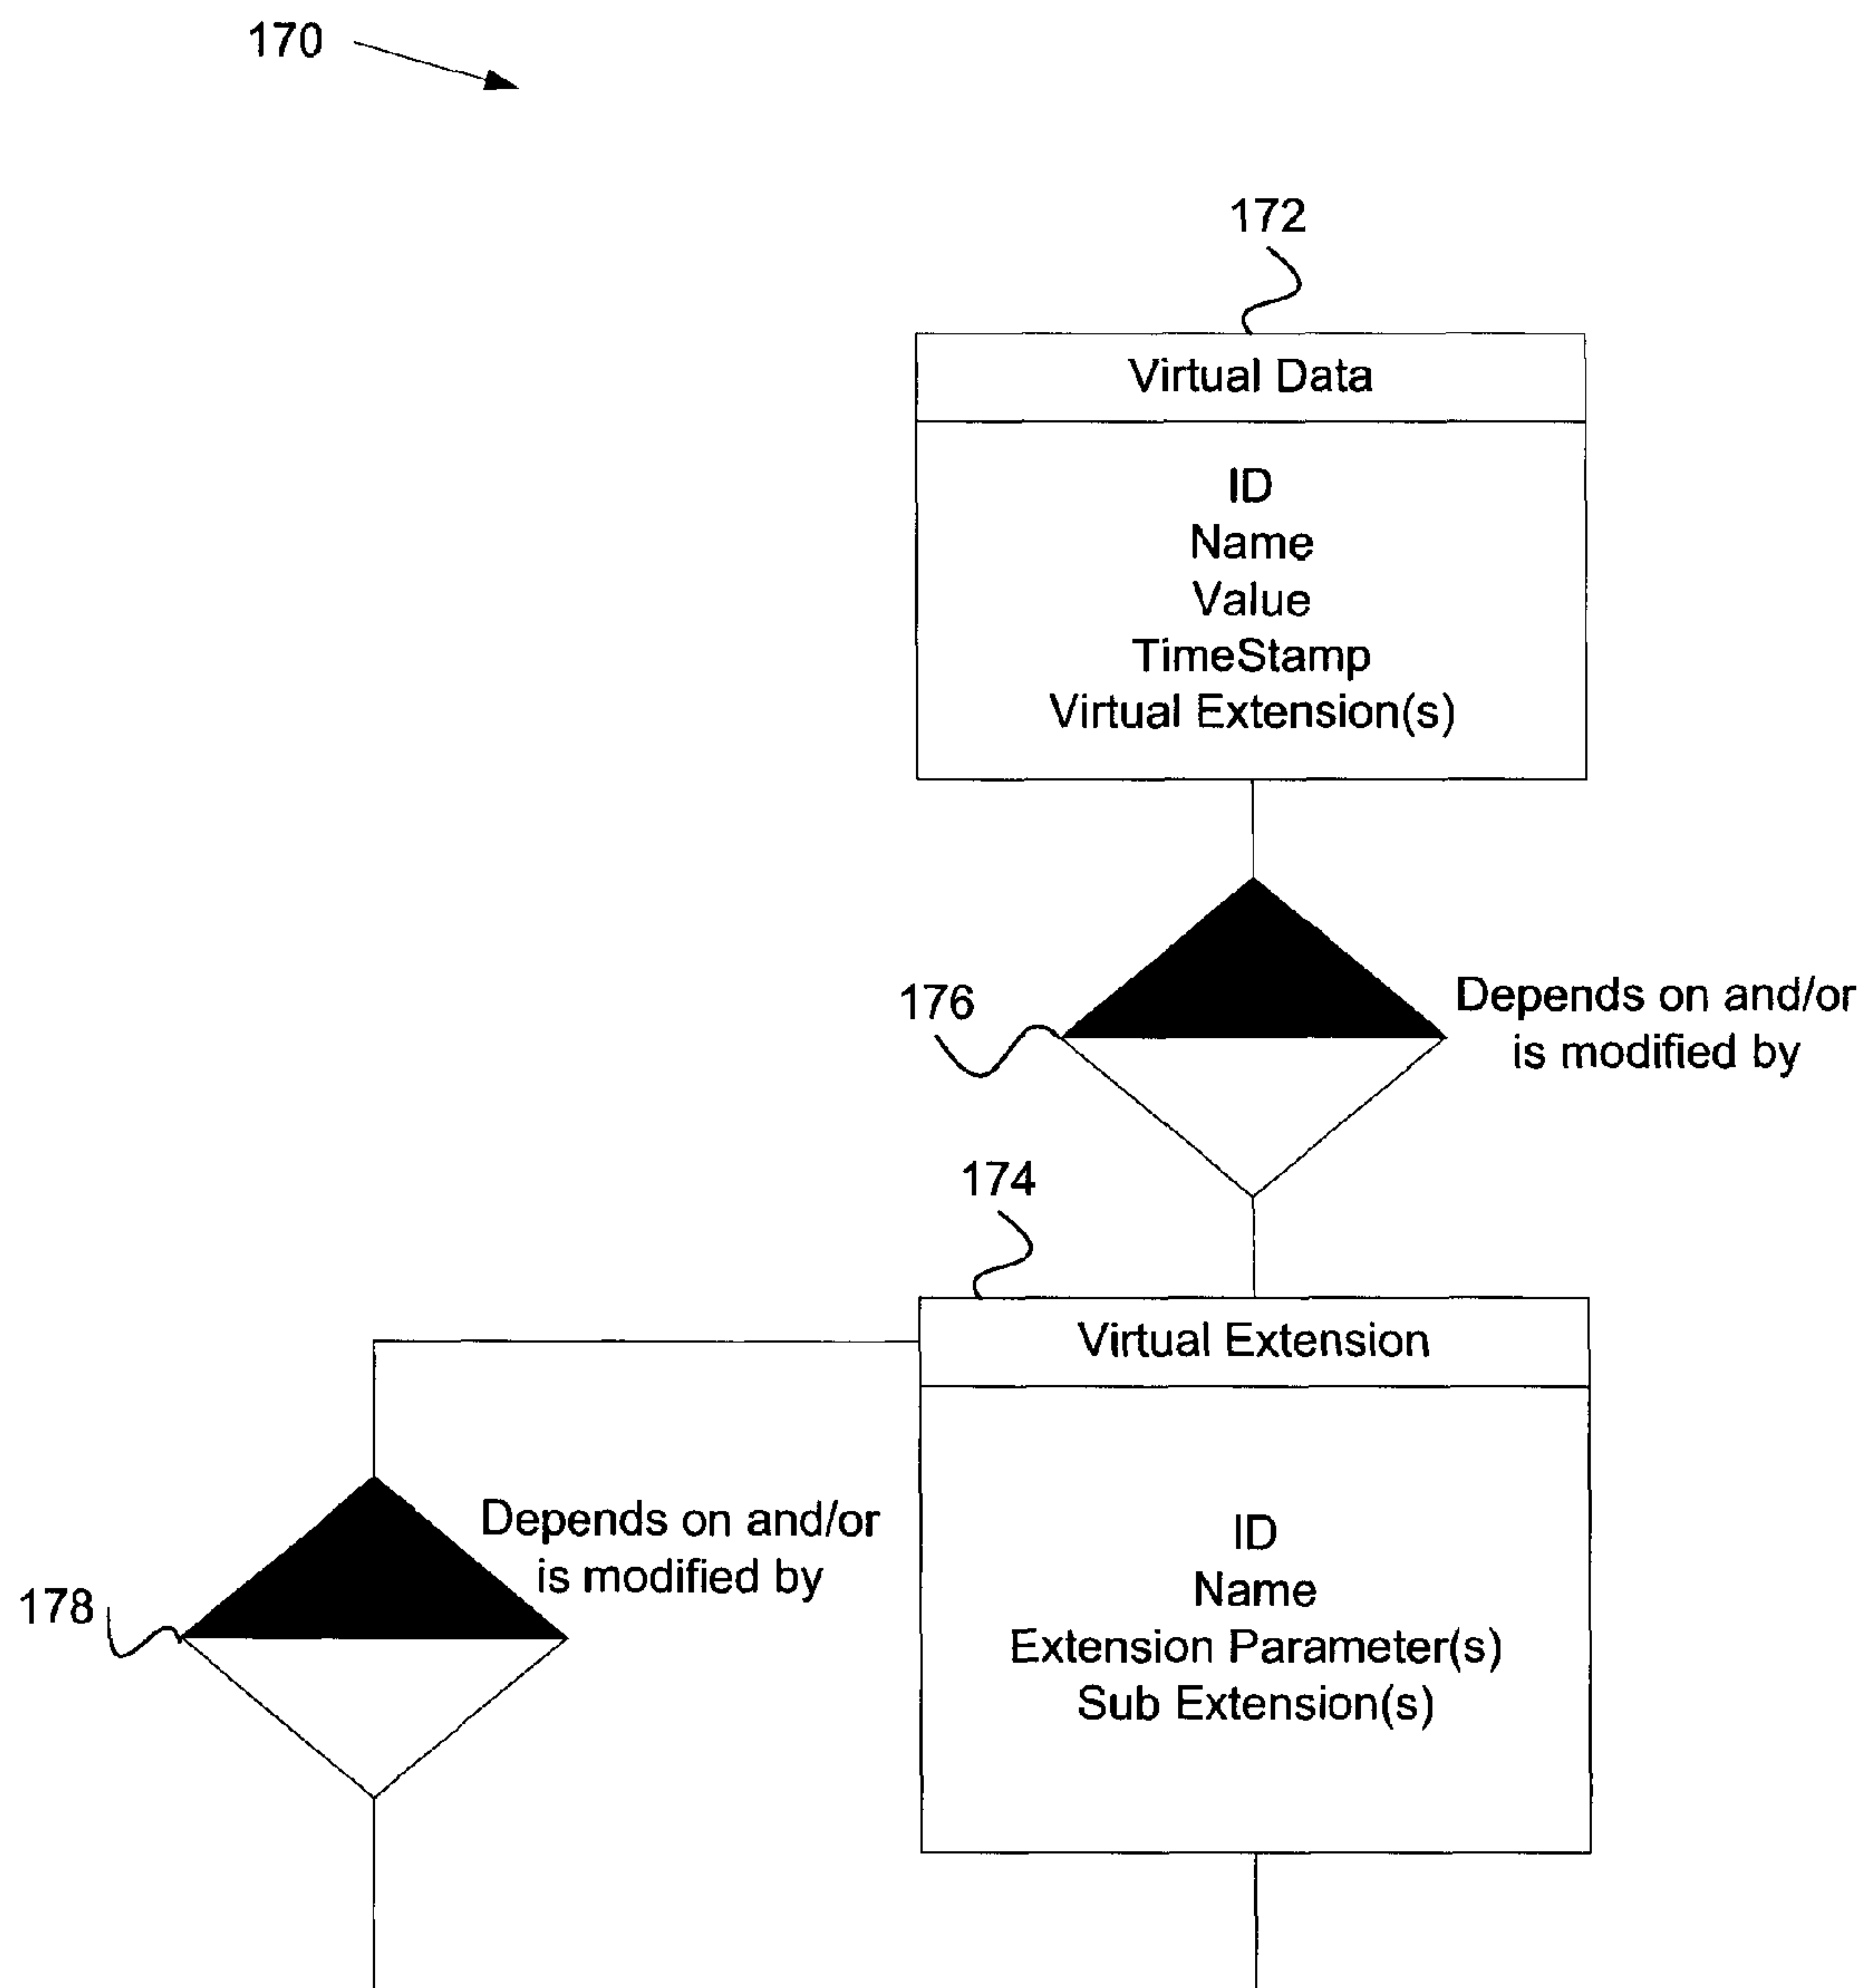 170
172
Virtual Data
ID
Name
Value
TimeStamp
Virtual Extension(s)
176
Depends on and/or
is modified by
174
Virtual Extension
ID
Name
Extension Parameter(s)
Sub Extension(s)
178
Depends on and/or
is modified by